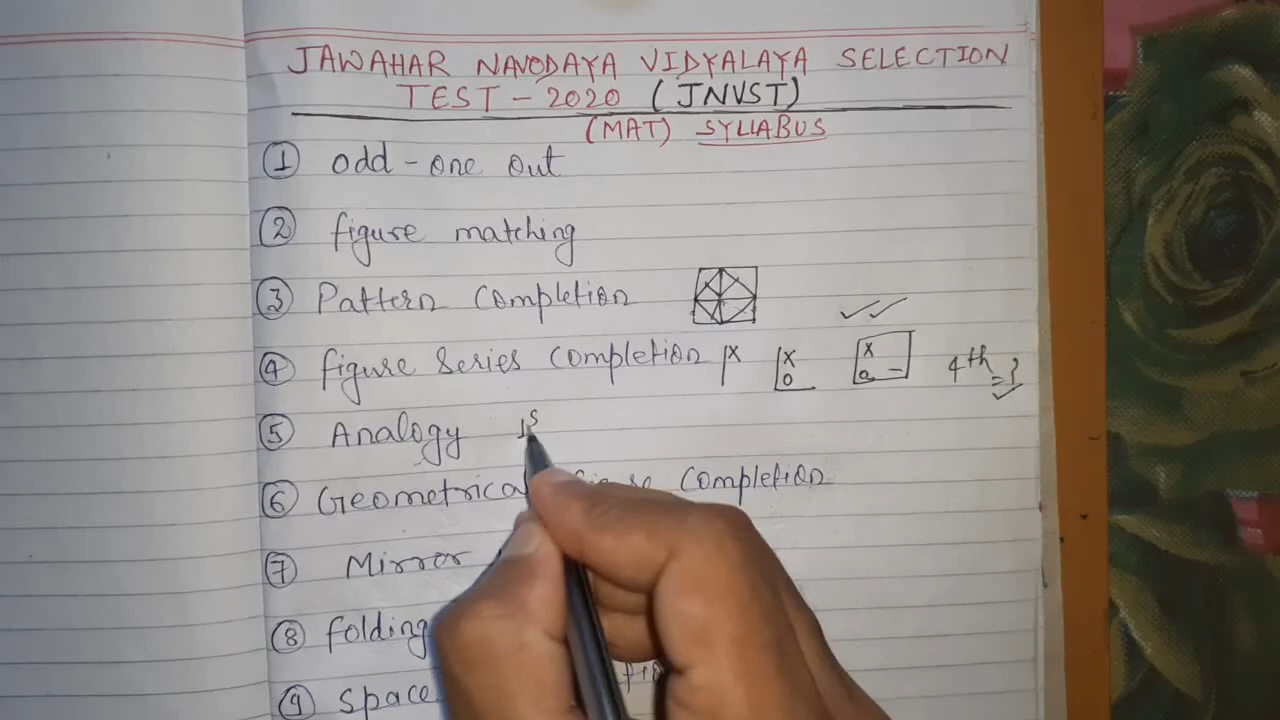 JAWAHAR NAVODAYA VIDYALAYA SELECTION
TEST - 2020 (JNVST)
(MAT) SYLLABUS
① odd - one out
② figure matching
③ Pattern Completion
④ figure series Completion x x o x o - 4th = ?
⑤ Analogy
⑥ Geometrical Completion
⑦ Mirror
⑧ folding
⑨ space